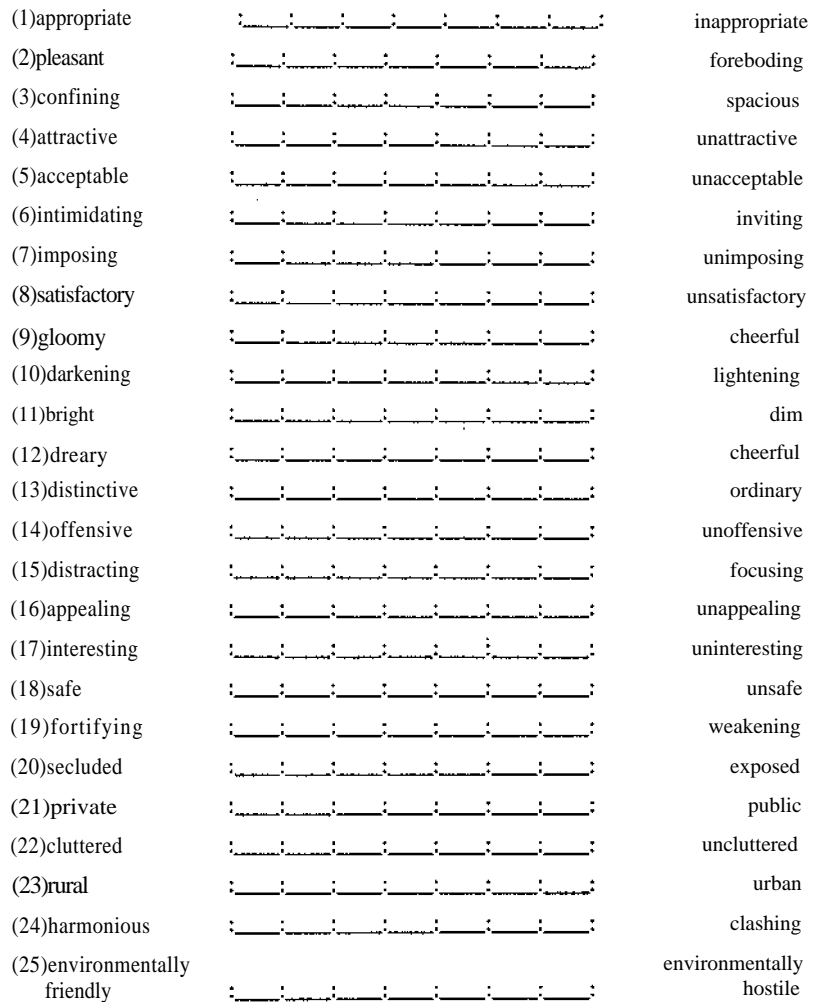 (1)appropriate inappropriate
(2)pleasant foreboding
(3)confining spacious
(4)attractive unattractive
(5)acceptable unacceptable
(6)intimidating inviting
(7)imposing unimposing
(8)satisfactory unsatisfactory
(9)gloomy cheerful
(10)darkening lightening
(11)bright dim
(12)dreary cheerful
(13)distinctive ordinary
(14)offensive unoffensive
(15)distracting focusing
(16)appealing unappealing
(17)interesting uninteresting
(18)safe unsafe
(19)fortifying weakening
(20)secluded exposed
(21)private public
(22)cluttered uncluttered
(23)rural urban
(24)harmonious clashing
(25)environmentally environmentally
friendly hostile